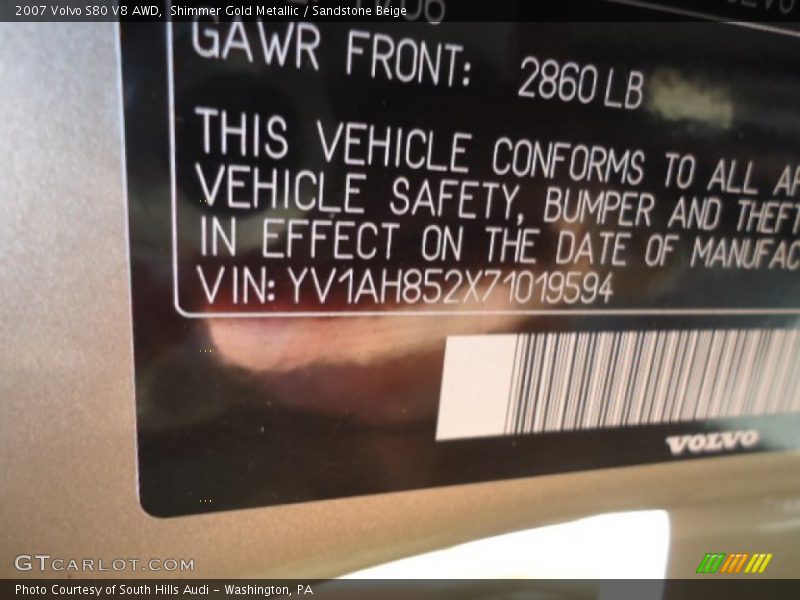 2007 Volvo S80 V8 AWD, Shimmer Gold Metallic / Sandstone Beige
GAWR FRONT: 2860 LB
THIS VEHICLE CONFORMS TO ALL AP
VEHICLE SAFETY, BUMPER AND THEFT
IN EFFECT ON THE DATE OF MANUFAC
VIN: YV1AH852X71019594
VOLVO
GTCARLOT.COM
Photo Courtesy of South Hills Audi - Washington, PA